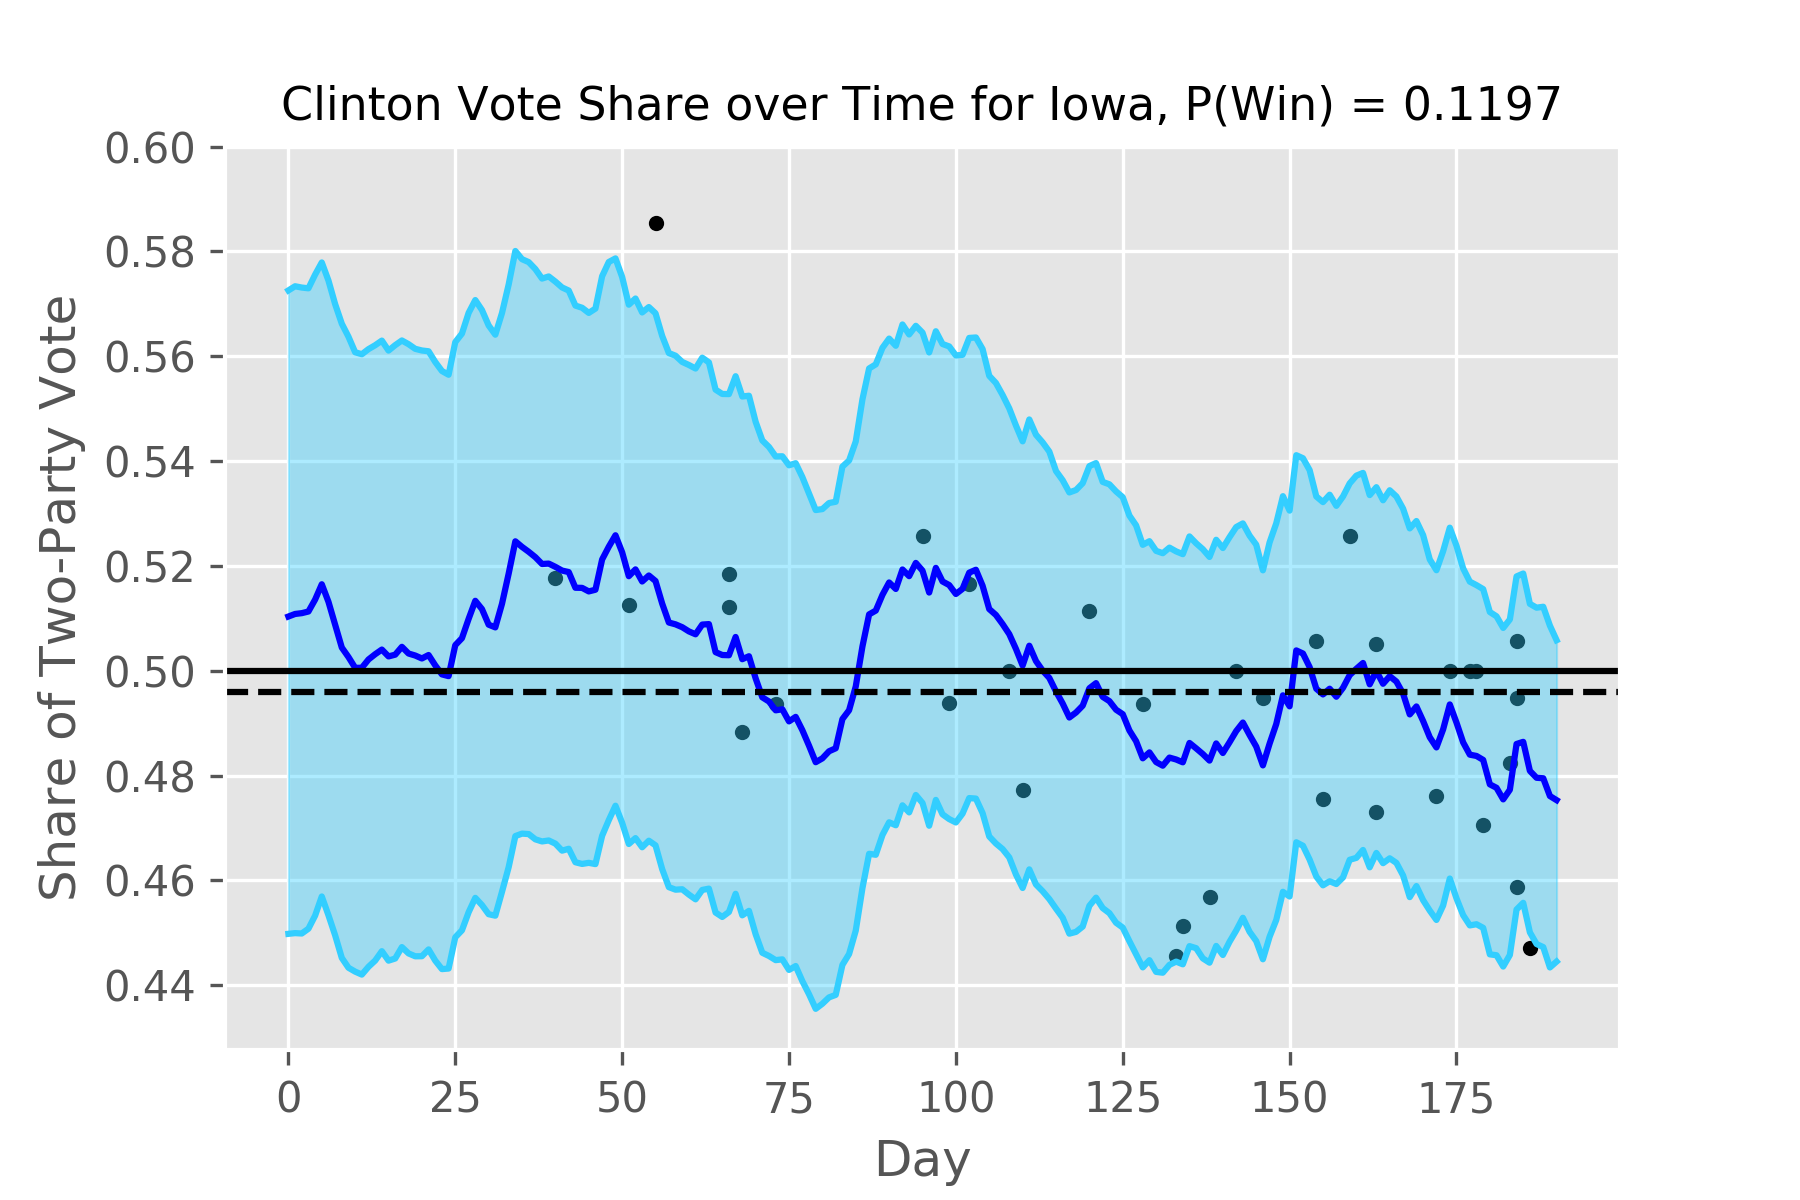 Clinton Vote Share over Time for Iowa, P(Win) = 0.1197
Share of Two-Party Vote
0.60
0.58
0.56
0.54
0.52
0.50
0.48
0.46
0.44
0 25 50 75 100 125 150 175
Day